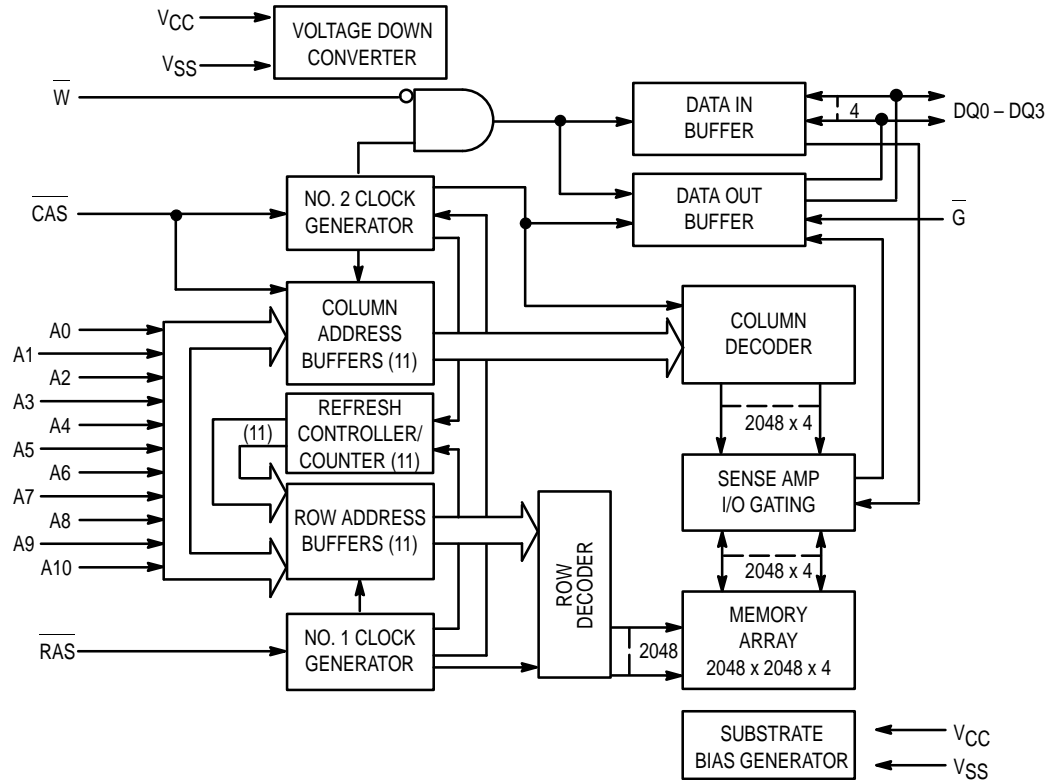 VCC
VOLTAGE DOWN
CONVERTER
VSS
W
DATA IN
BUFFER
4
DQ0 – DQ3
CAS
NO. 2 CLOCK
GENERATOR
DATA OUT
BUFFER
G
COLUMN
ADDRESS
BUFFERS (11)
COLUMN
DECODER
A0
A1
A2
A3
A4
A5
A6
A7
A8
A9
A10
(11)
REFRESH
CONTROLLER/
COUNTER (11)
2048 x 4
SENSE AMP
I/O GATING
ROW ADDRESS
BUFFERS (11)
ROW
DECODER
2048 x 4
RAS
NO. 1 CLOCK
GENERATOR
2048
MEMORY
ARRAY
2048 x 2048 x 4
SUBSTRATE
BIAS GENERATOR
VCC
VSS